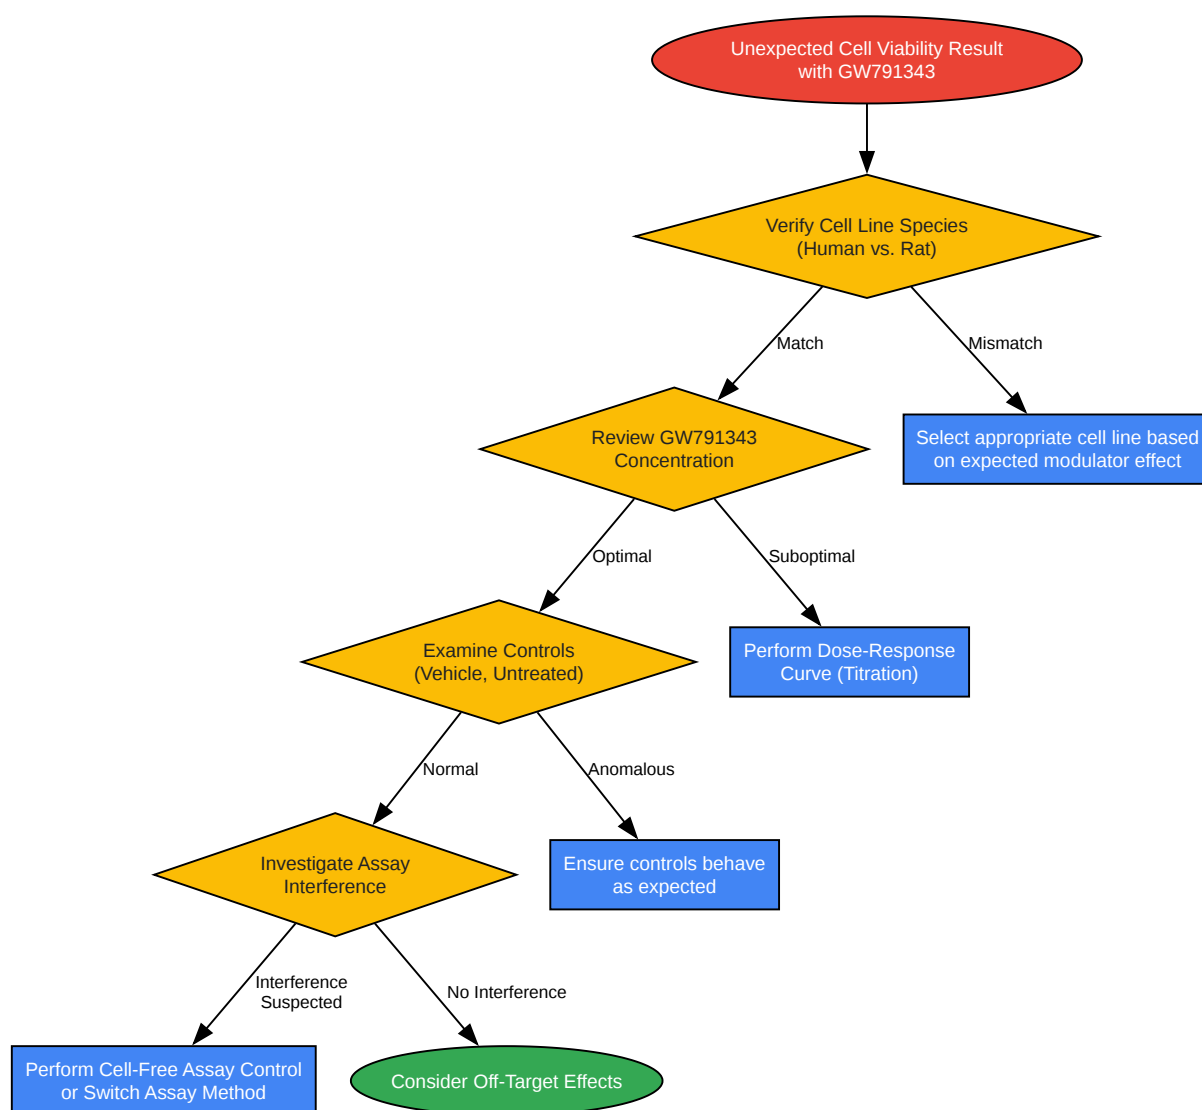 Unexpected Cell Viability Result
with GW791343
Verify Cell Line Species
(Human vs. Rat)
Match
Mismatch
Review GW791343
Concentration
Select appropriate cell line based
on expected modulator effect
Optimal
Suboptimal
Examine Controls
(Vehicle, Untreated)
Perform Dose-Response
Curve (Titration)
Normal
Anomalous
Investigate Assay
Interference
Ensure controls behave
as expected
Interference
Suspected
No Interference
Perform Cell-Free Assay Control
or Switch Assay Method
Consider Off-Target Effects